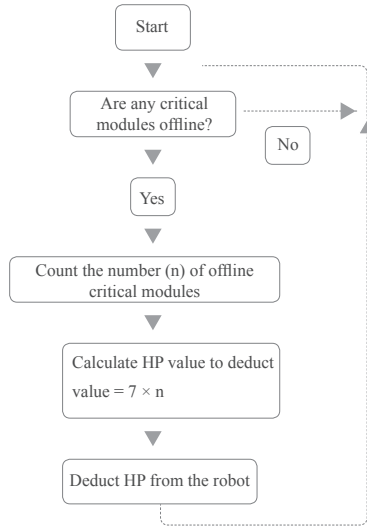 Start
Are any critical
modules offline?
No
Yes
Count the number (n) of offline
critical modules
Calculate HP value to deduct
value = 7 × n
Deduct HP from the robot